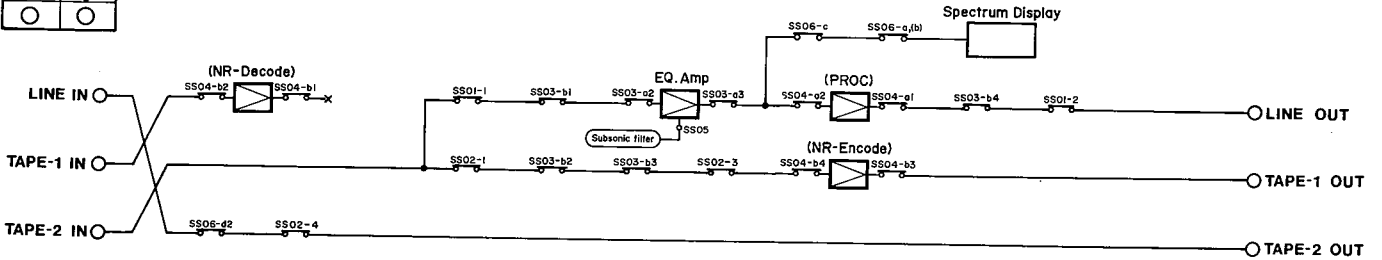 Spectrum Display
SS06-c
SS06-a,(b)
(NR-Decode)
SS04-b2
SS04-b1
LINE IN
EQ. Amp
(PROC)
SS01-1
SS03-b1
SS03-a2
SS03-a3
SS04-a2
SS04-a1
SS03-b4
SS01-2
LINE OUT
SS05
Subsonic filter
TAPE-1 IN
(NR-Encode)
SS02-1
SS03-b2
SS03-b3
SS02-3
SS04-b4
SS04-b3
TAPE-1 OUT
TAPE-2 IN
SS06-d2
SS02-4
TAPE-2 OUT